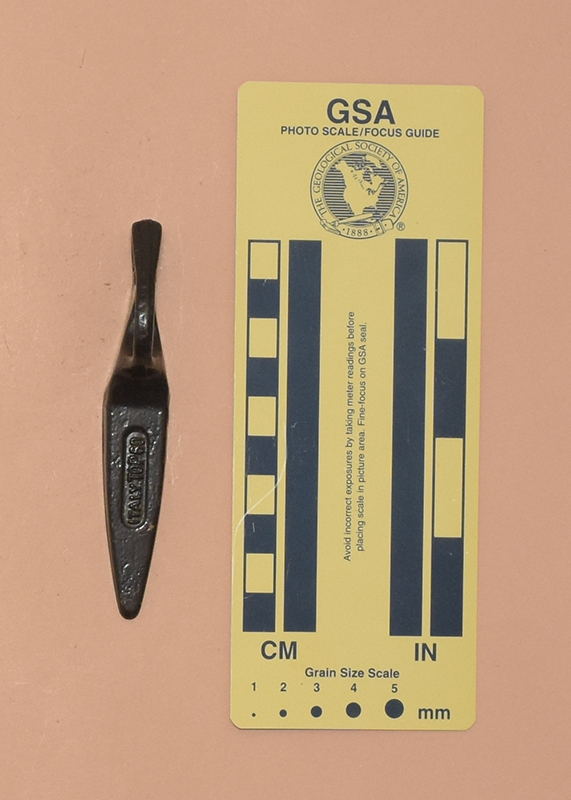 GSA
PHOTO SCALE/FOCUS GUIDE
THE GEOLOGICAL SOCIETY OF AMERICA
·1888·
®
Avoid incorrect exposures by taking meter readings before
placing scale in picture area. Fine-focus on GSA seal.
CM IN
Grain Size Scale
1 2 3 4 5
mm